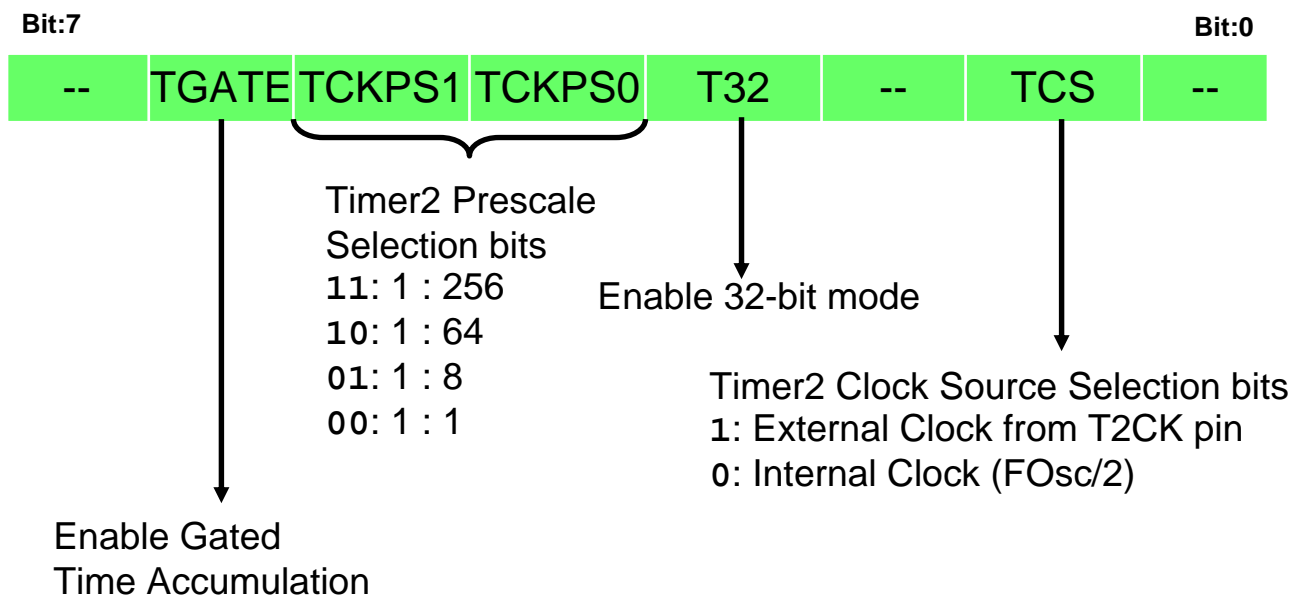 Bit:7 Bit:0
-- TGATE TCKPS1 TCKPS0 T32 -- TCS --
Timer2 Prescale
Selection bits
11: 1 : 256
10: 1 : 64
01: 1 : 8
00: 1 : 1
Enable 32-bit mode
Timer2 Clock Source Selection bits
1: External Clock from T2CK pin
0: Internal Clock (FOsc/2)
Enable Gated
Time Accumulation